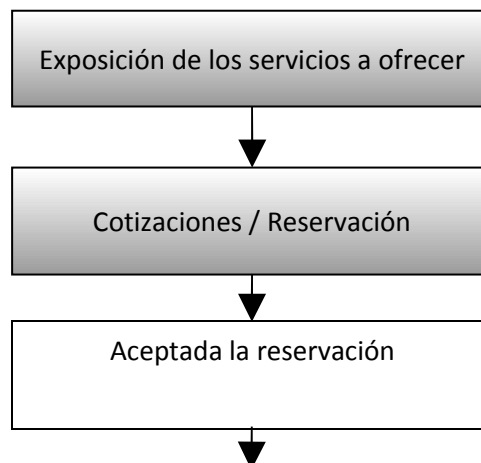 Exposición de los servicios a ofrecer
Cotizaciones / Reservación
Aceptada la reservación